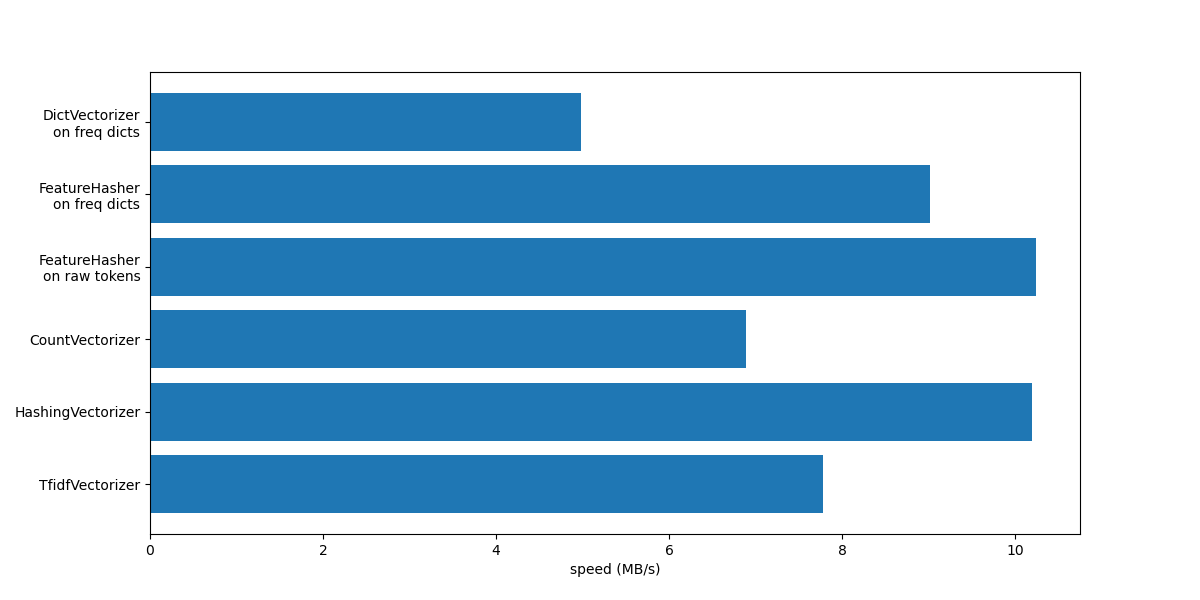 DictVectorizer
on freq dicts
FeatureHasher
on freq dicts
FeatureHasher
on raw tokens
CountVectorizer
HashingVectorizer
TfidfVectorizer
0 2 4 6 8 10
speed (MB/s)